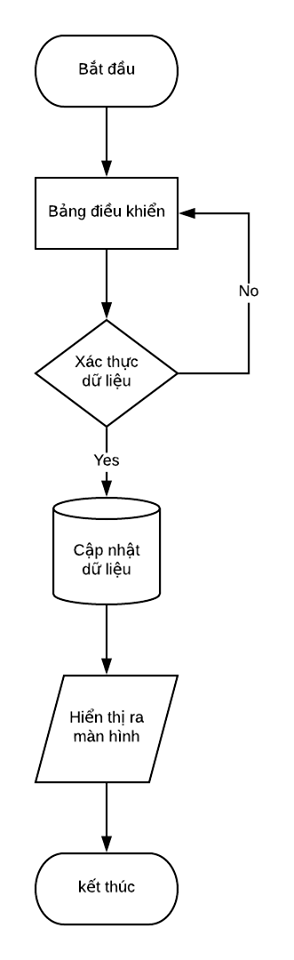 Bắt đầu
Bảng điều khiển
No
Xác thực
dữ liệu
Yes
Cập nhật
dữ liệu
Hiển thị ra
màn hình
kết thúc